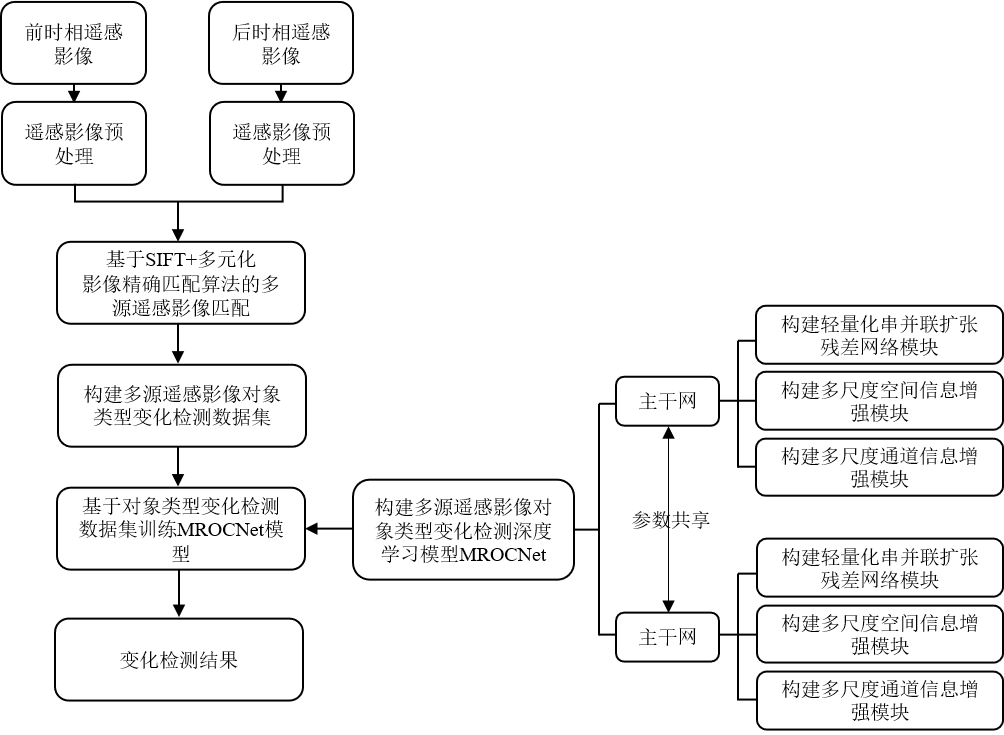 前时相遥感
影像
后时相遥感
影像
遥感影像预
处理
遥感影像预
处理
基于SIFT+多元化
影像精确匹配算法的多
源遥感影像匹配
构建多源遥感影像对象
类型变化检测数据集
基于对象类型变化检测
数据集训练MROCNet模
型
变化检测结果
构建多源遥感影像对
象类型变化检测深度
学习模型MROCNet
主干网
参数共享
主干网
构建轻量化串并联扩张
残差网络模块
构建多尺度空间信息增
强模块
构建多尺度通道信息增
强模块
构建轻量化串并联扩张
残差网络模块
构建多尺度空间信息增
强模块
构建多尺度通道信息增
强模块